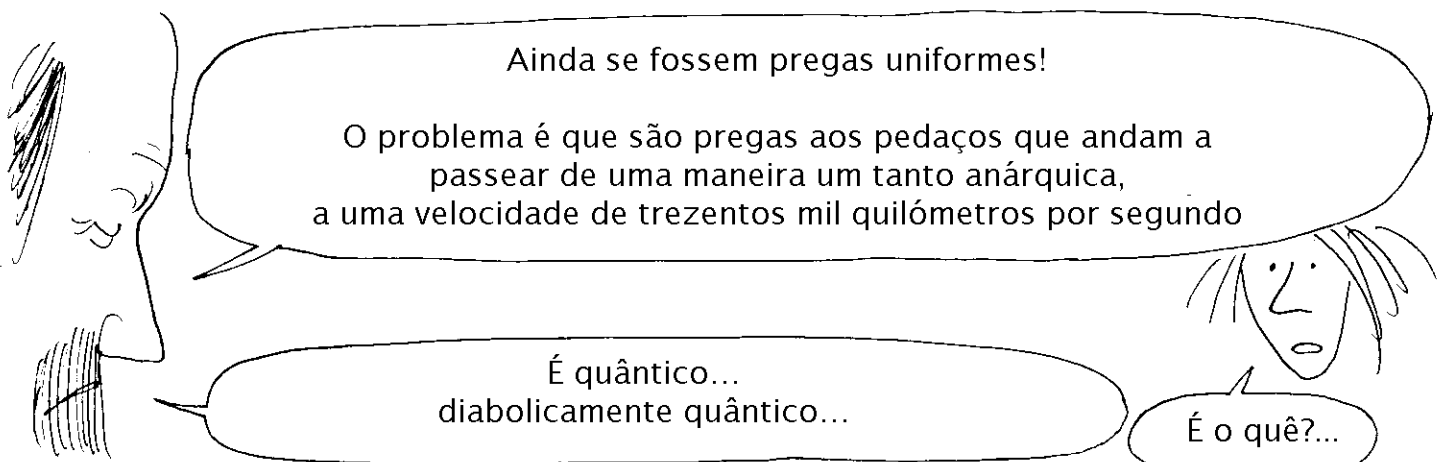 Ainda se fossem pregas uniformes!
O problema é que são pregas aos pedaços que andam a
passear de uma maneira um tanto anárquica,
a uma velocidade de trezentos mil quilómetros por segundo
É quântico...
diabolicamente quântico...
É o quê?...